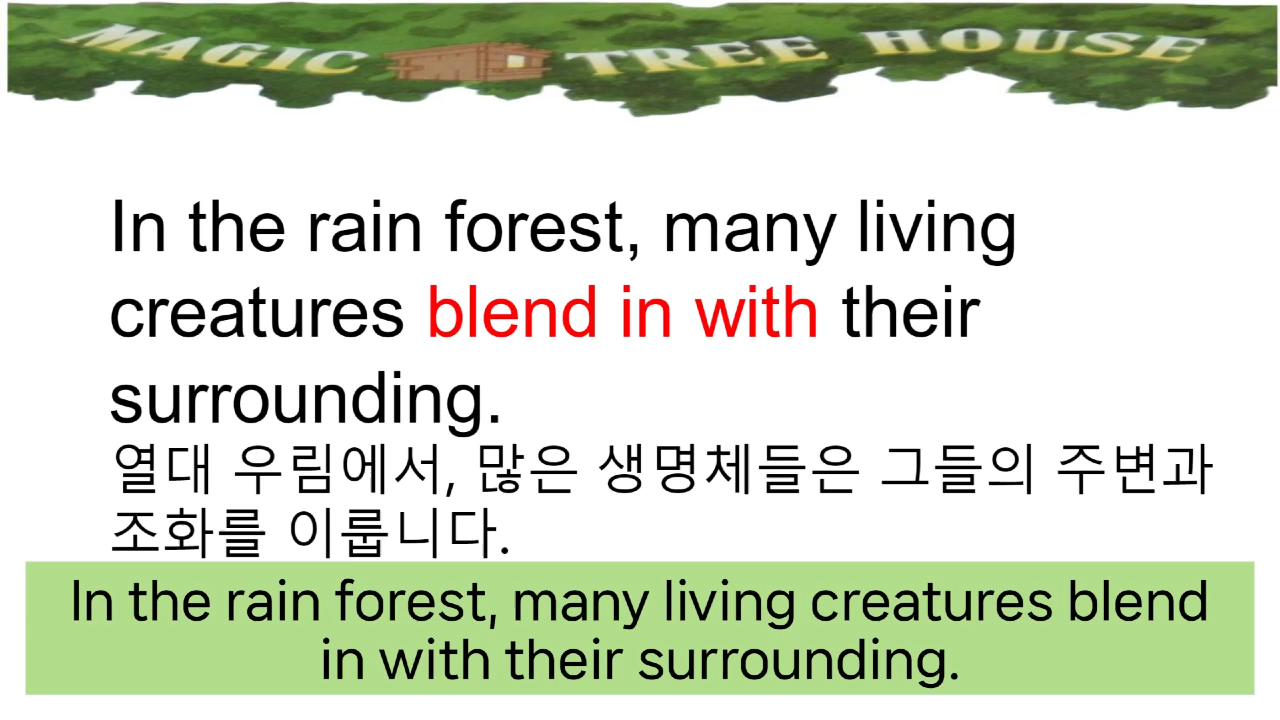 MAGIC TREE HOUSE
In the rain forest, many living
creatures blend in with their
surrounding.
열대 우림에서, 많은 생명체들은 그들의 주변과
조화를 이룹니다.
In the rain forest, many living creatures blend
in with their surrounding.